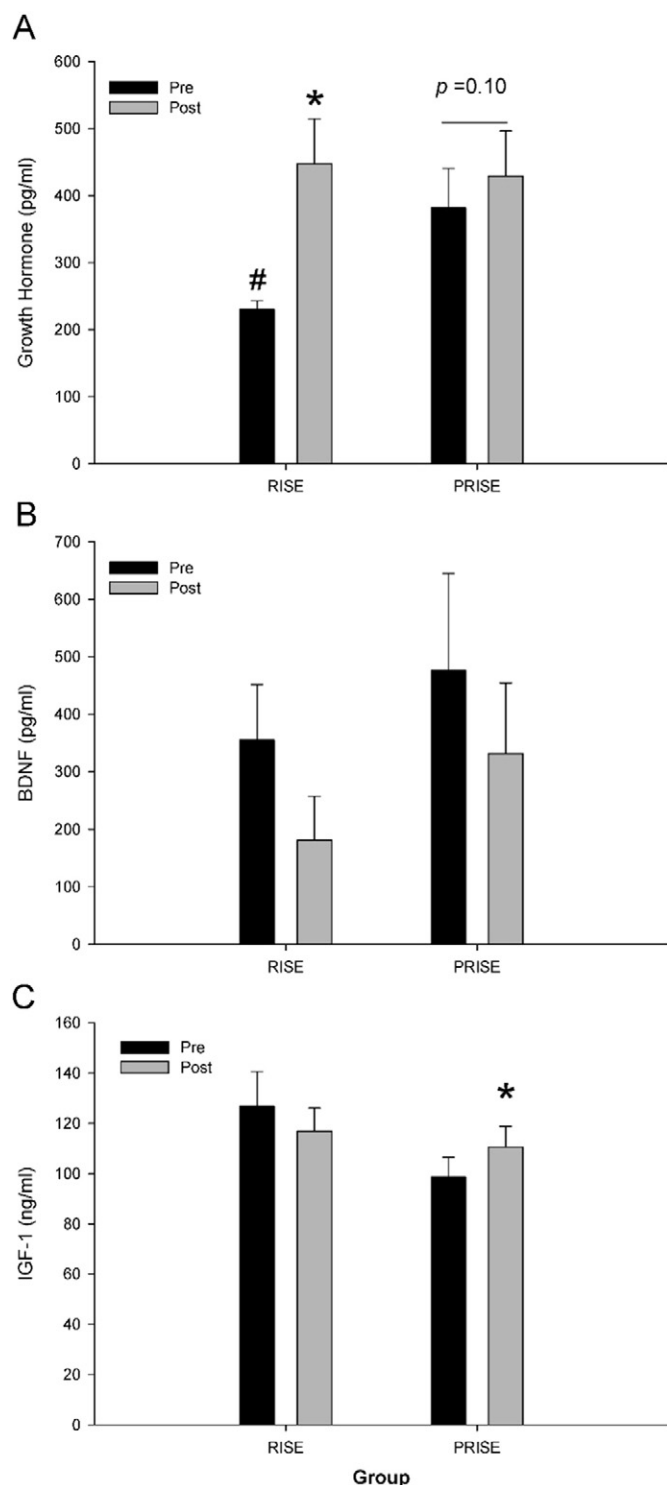 A
600
500
400
300
200
100
0
Growth Hormone (pg/ml)
Pre
Post
#
*
p =0.10
RISE PRISE
B
700
600
500
400
300
200
100
0
BDNF (pg/ml)
Pre
Post
RISE PRISE
C
160
140
120
100
80
60
40
20
0
IGF-1 (ng/ml)
Pre
Post
*
RISE PRISE
Group